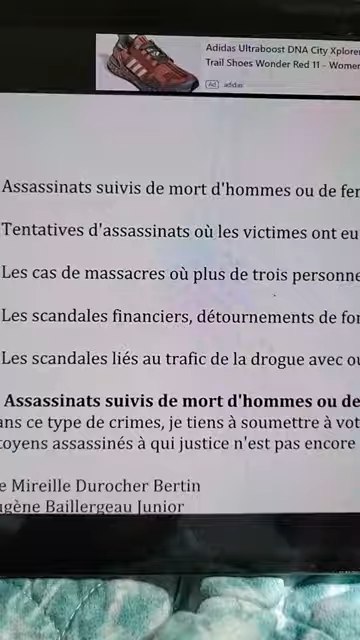 Adidas Ultraboost DNA City Xplorer
Trail Shoes Wonder Red 11 - Women
Ad adidas
Assassinats suivis de mort d'hommes ou de fem
Tentatives d'assassinats où les victimes ont eu
Les cas de massacres où plus de trois personne
Les scandales financiers, détournements de fon
Les scandales liés au trafic de la drogue avec ou
Assassinats suivis de mort d'hommes ou de
ans ce type de crimes, je tiens à soumettre à vot
toyens assassinés à qui justice n'est pas encore
e Mireille Durocher Bertin
ugène Baillergeau Junior